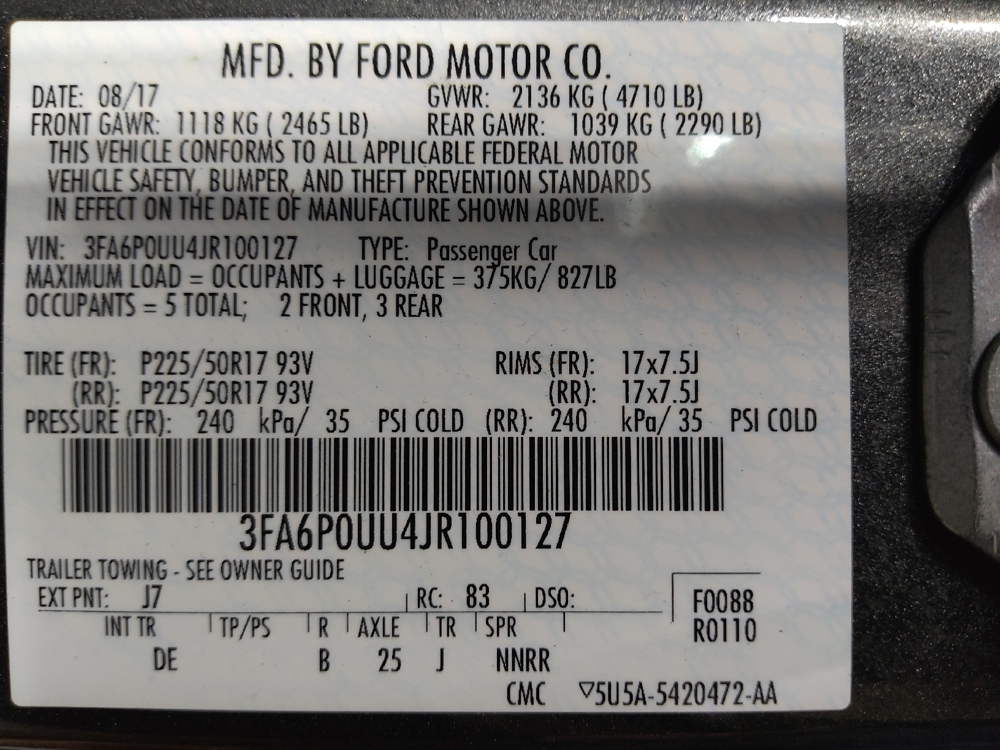 MFD. BY FORD MOTOR CO.
DATE: 08/17 GVWR: 2136 KG ( 4710 LB)
FRONT GAWR: 1118 KG ( 2465 LB) REAR GAWR: 1039 KG ( 2290 LB)
THIS VEHICLE CONFORMS TO ALL APPLICABLE FEDERAL MOTOR
VEHICLE SAFETY, BUMPER, AND THEFT PREVENTION STANDARDS
IN EFFECT ON THE DATE OF MANUFACTURE SHOWN ABOVE.
VIN: 3FA6P0UU4JR100127 TYPE: Passenger Car
MAXIMUM LOAD = OCCUPANTS + LUGGAGE = 375KG/ 827LB
OCCUPANTS = 5 TOTAL; 2 FRONT, 3 REAR
TIRE (FR): P225/50R17 93V RIMS (FR): 17x7.5J
(RR): P225/50R17 93V (RR): 17x7.5J
PRESSURE (FR): 240 kPa/ 35 PSI COLD (RR): 240 kPa/ 35 PSI COLD
3FA6P0UU4JR100127
TRAILER TOWING - SEE OWNER GUIDE
EXT PNT: J7 RC: 83 DSO: F0088
INT TR TP/PS R AXLE TR SPR R0110
DE B 25 J NNRR
CMC ▽5U5A-5420472-AA